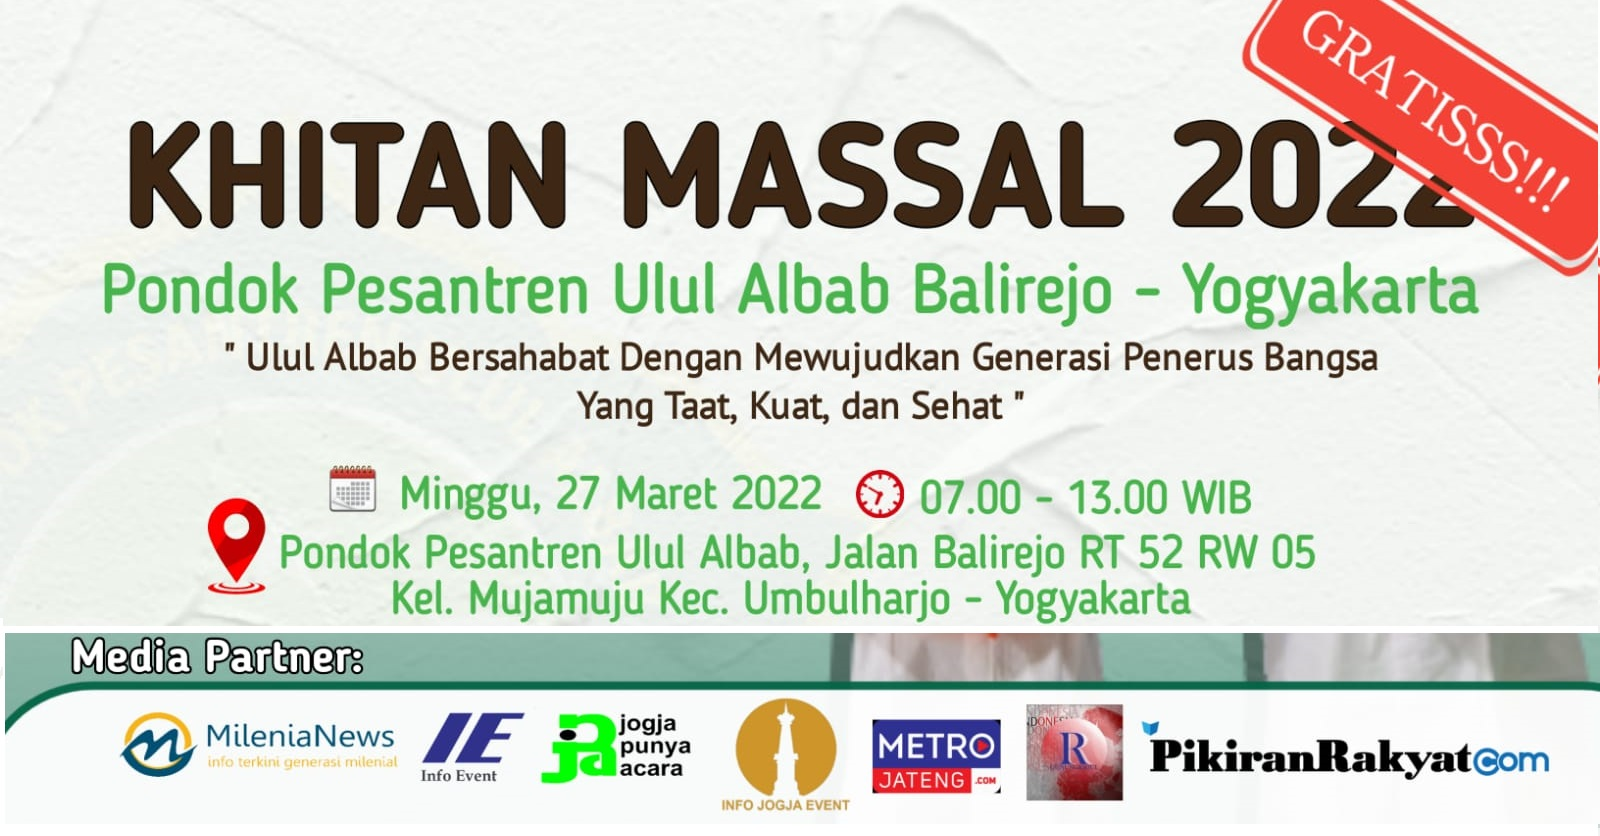 GRATISSS!!!
KHITAN MASSAL 2022
Pondok Pesantren Ulul Albab Balirejo - Yogyakarta
" Ulul Albab Bersahabat Dengan Mewujudkan Generasi Penerus Bangsa
Yang Taat, Kuat, dan Sehat "
Minggu, 27 Maret 2022 07.00 - 13.00 WIB
Pondok Pesantren Ulul Albab, Jalan Balirejo RT 52 RW 05
Kel. Mujamuju Kec. Umbulharjo - Yogyakarta
Media Partner:
MileniaNews
info terkini generasi milenial
IE
Info Event
jpa
jogja
punya
acara
INFO JOGJA EVENT
METRO
JATENG .COM
R
PikiranRakyat.com